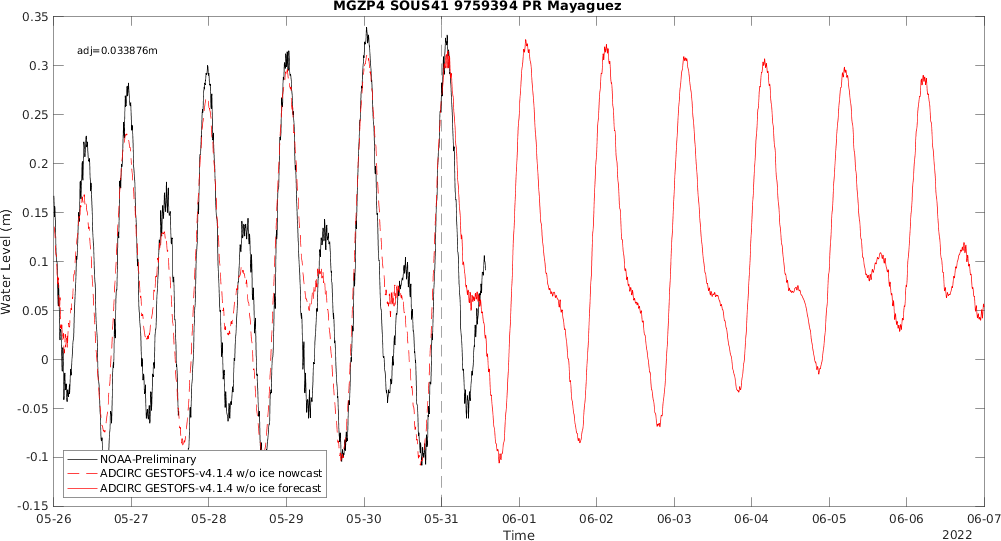 MGZP4 SOUS41 9759394 PR Mayaguez
adj=0.033876m
0.35
0.3
0.25
0.2
0.15
0.1
0.05
0
-0.05
-0.1
-0.15
Water Level (m)
NOAA-Preliminary
ADCIRC GESTOFS-v4.1.4 w/o ice nowcast
ADCIRC GESTOFS-v4.1.4 w/o ice forecast
05-26 05-27 05-28 05-29 05-30 05-31 06-01 06-02 06-03 06-04 06-05 06-06 06-07
Time
2022